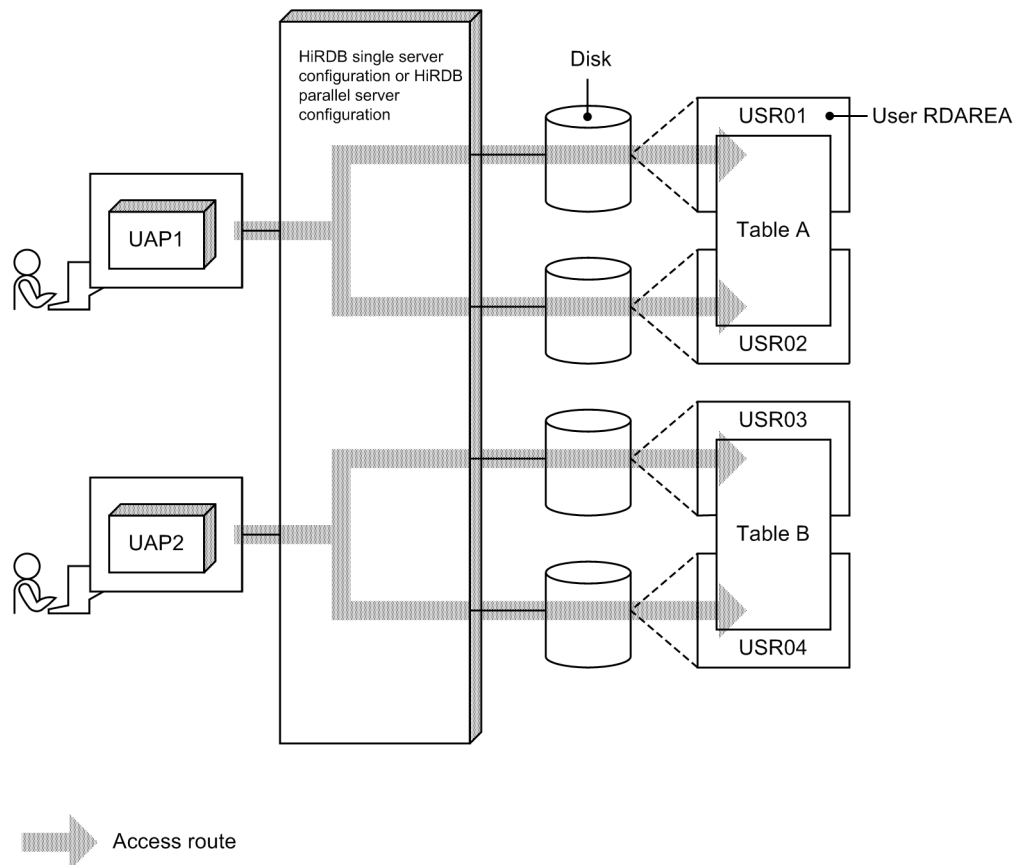 HiRDB single server
configuration or HiRDB
parallel server
configuration
Disk
USR01
User RDAREA
UAP1
Table A
USR02
USR03
UAP2
Table B
USR04
Access route